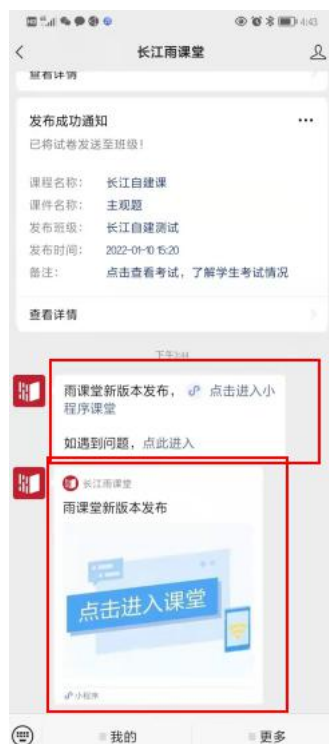 4:43
长江雨课堂
查看详情
发布成功通知
已将试卷发送至班级！
课程名称： 长江自建课
课件名称： 主观题
发布班级： 长江自建测试
发布时间： 2022-01-10 15:20
备注： 点击查看考试，了解学生考试情况
查看详情
雨课堂新版本发布， 点击进入小
程序课堂
如遇到问题，点此进入
长江雨课堂
雨课堂新版本发布
点击进入课堂
小程序
我的
更多